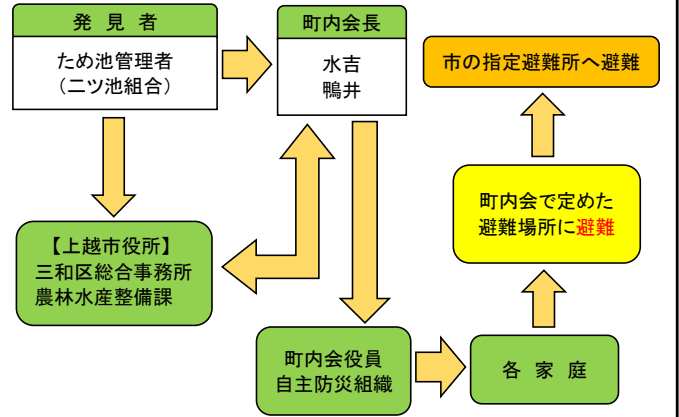 発 見 者
ため池管理者
（二ツ池組合）
町内会長
水吉
鴨井
市の指定避難所へ避難
町内会で定めた
避難場所に避難
【上越市役所】
三和区総合事務所
農林水産整備課
町内会役員
自主防災組織
各 家 庭